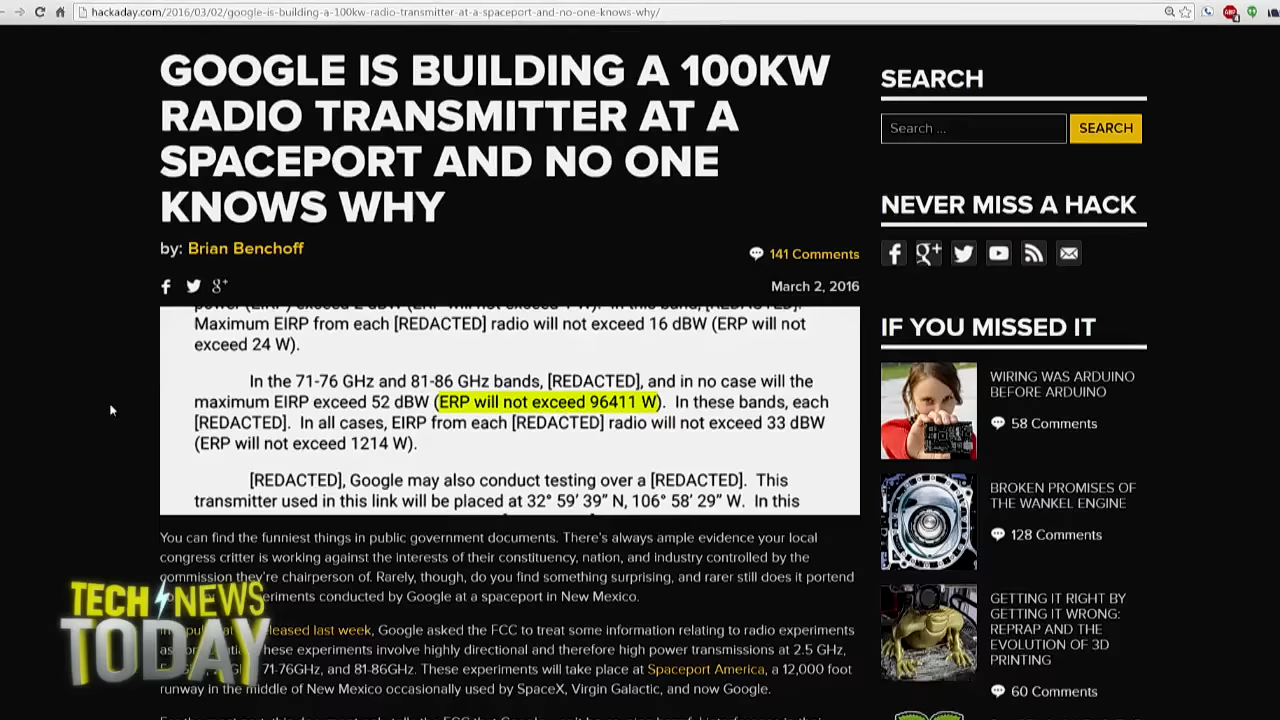 hackaday.com/2016/03/02/google-is-building-a-100kw-radio-transmitter-at-a-spaceport-and-no-one-knows-why/
GOOGLE IS BUILDING A 100KW
RADIO TRANSMITTER AT A
SPACEPORT AND NO ONE
KNOWS WHY
by: Brian Benchoff
141 Comments
March 2, 2016
Maximum EIRP from each [REDACTED] radio will not exceed 16 dBW (ERP will not
exceed 24 W).
In the 71-76 GHz and 81-86 GHz bands, [REDACTED], and in no case will the
maximum EIRP exceed 52 dBW (ERP will not exceed 96411 W). In these bands, each
[REDACTED]. In all cases, EIRP from each [REDACTED] radio will not exceed 33 dBW
(ERP will not exceed 1214 W).
[REDACTED], Google may also conduct testing over a [REDACTED]. This
transmitter used in this link will be placed at 32° 59' 39" N, 106° 58' 29" W. In this
You can find the funniest things in public government documents. There's always ample evidence your local
congress critter is working against the interests of their constituency, nation, and industry controlled by the
commission they're chairperson of. Rarely, though, do you find something surprising, and rarer still does it portend
experiments conducted by Google at a spaceport in New Mexico.
released last week, Google asked the FCC to treat some information relating to radio experiments
These experiments involve highly directional and therefore high power transmissions at 2.5 GHz,
71-76GHz, and 81-86GHz. These experiments will take place at Spaceport America, a 12,000 foot
runway in the middle of New Mexico occasionally used by SpaceX, Virgin Galactic, and now Google.
TECH NEWS
TODAY
SEARCH
Search ...
SEARCH
NEVER MISS A HACK
IF YOU MISSED IT
WIRING WAS ARDUINO
BEFORE ARDUINO
58 Comments
BROKEN PROMISES OF
THE WANKEL ENGINE
128 Comments
GETTING IT RIGHT BY
GETTING IT WRONG:
REPRAP AND THE
EVOLUTION OF 3D
PRINTING
60 Comments